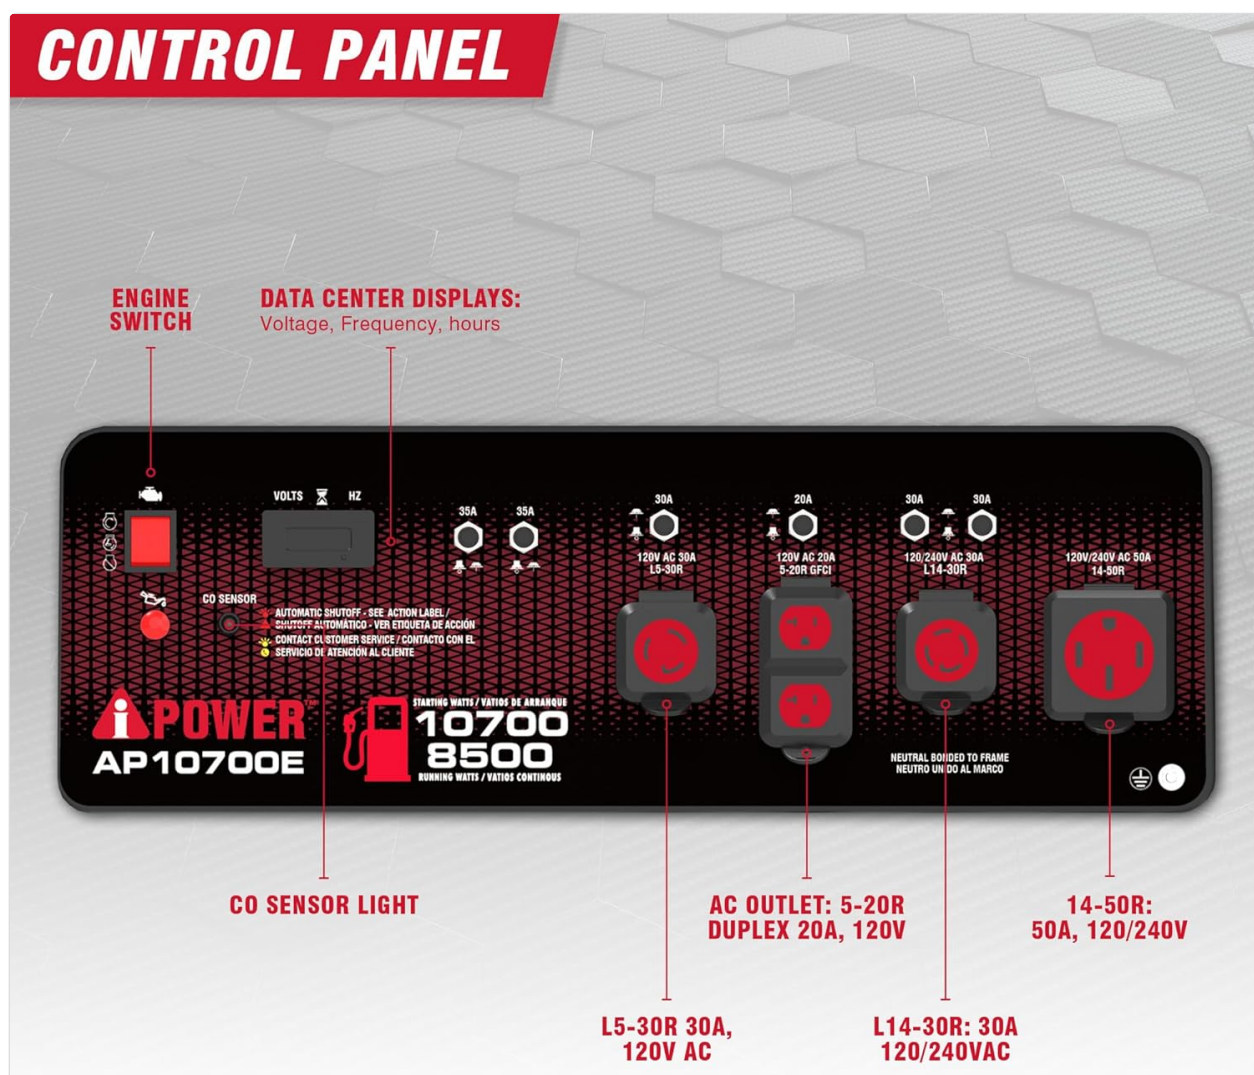 CONTROL PANEL
ENGINE
SWITCH
DATA CENTER DISPLAYS:
Voltage, Frequency, hours
VOLTS HZ
35A 35A
30A
20A
30A 30A
120V AC 30A
L5-30R
120V AC 20A
5-20R GFCI
120/240V AC 30A
L14-30R
120V/240V AC 50A
14-50R
CO SENSOR
AUTOMATIC SHUTOFF - SEE ACTION LABEL /
SHUTOFF AUTOMÁTICO - VER ETIQUETA DE ACCIÓN
CONTACT CUSTOMER SERVICE / CONTACTO CON EL
SERVICIO DE ATENCIÓN AL CLIENTE
iPOWER™
AP10700E
STARTING WATTS / VATIOS DE ARRANQUE
10700
8500
RUNNING WATTS / VATIOS CONTINOUS
NEUTRAL BONDED TO FRAME
NEUTRO UNIDO AL MARCO
CO SENSOR LIGHT
AC OUTLET: 5-20R
DUPLEX 20A, 120V
14-50R:
50A, 120/240V
L5-30R 30A,
120V AC
L14-30R: 30A
120/240VAC